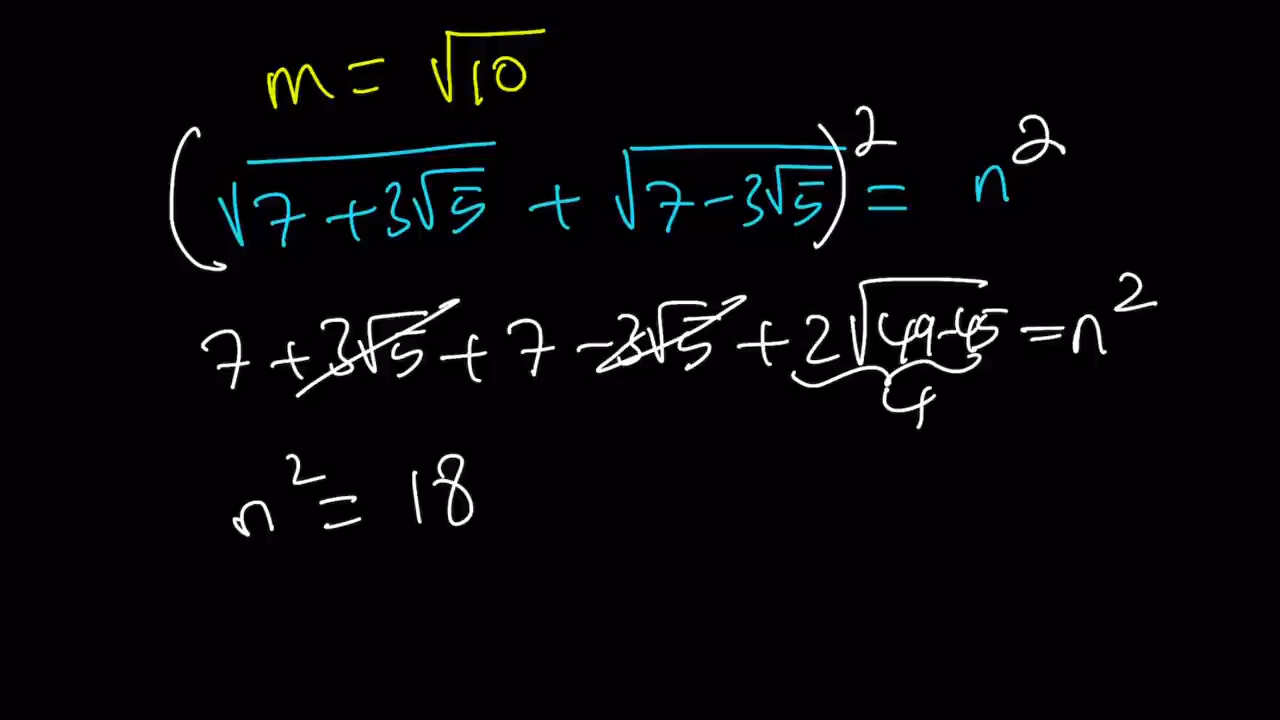 m = √10
(√(7 + 3√5) + √(7 − 3√5))² = n²
7 + 3√5 + 7 − 3√5 + 2√(49-45) = n²
4
n² = 18